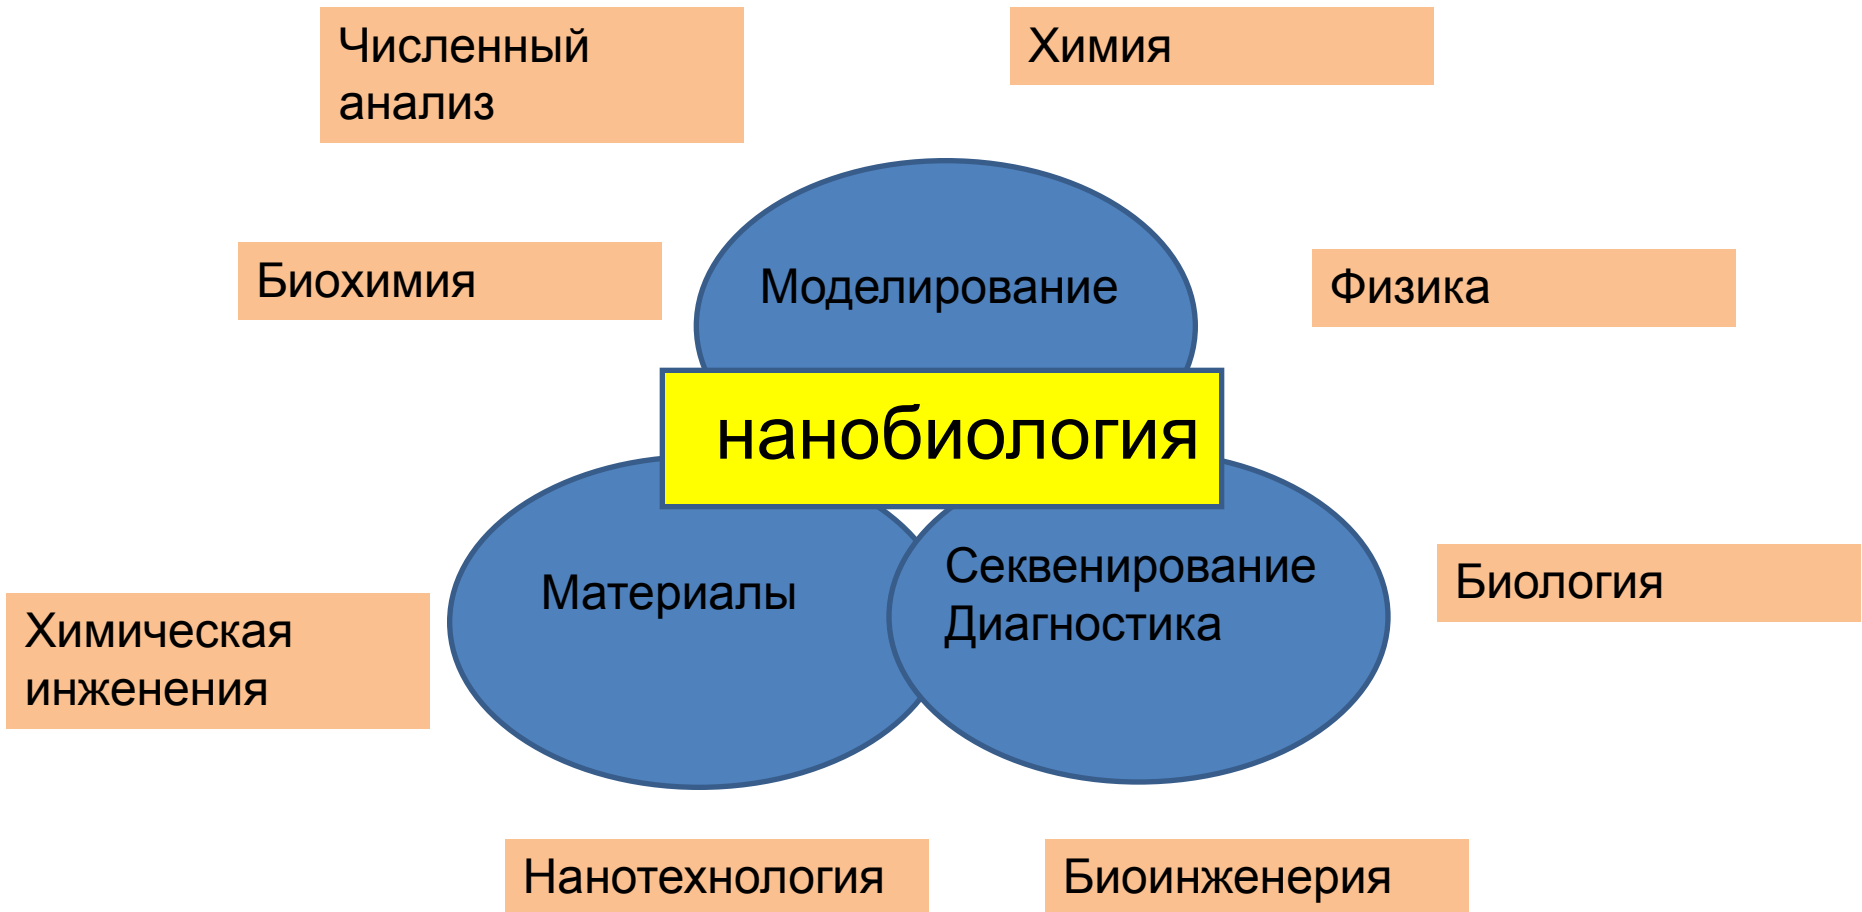 Численный
анализ
Химия
Биохимия
Моделирование
Физика
нанобиология
Материалы
Секвенирование
Диагностика
Биология
Химическая
инженения
Нанотехнология
Биоинженерия